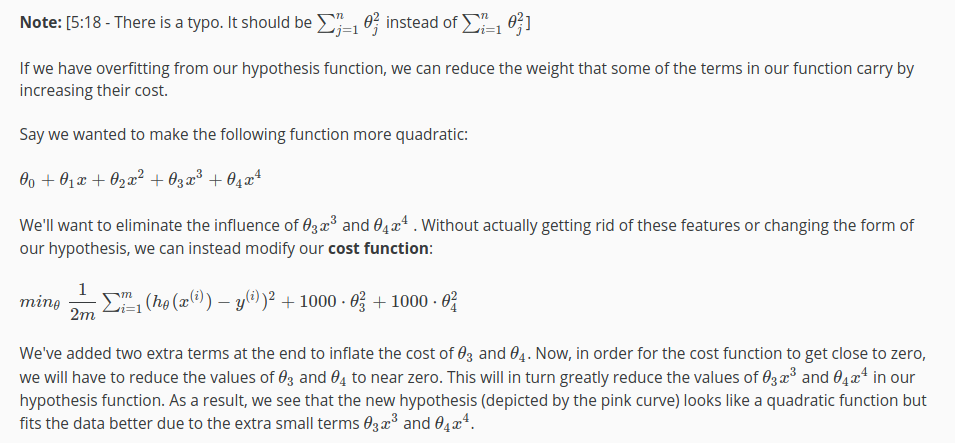 Note: [5:18 - There is a typo. It should be $\sum_{j=1}^{n} \theta_j^2$ instead of $\sum_{i=1}^{n} \theta_j^2$]
If we have overfitting from our hypothesis function, we can reduce the weight that some of the terms in our function carry by
increasing their cost.
Say we wanted to make the following function more quadratic:
$\theta_0 + \theta_1 x + \theta_2 x^2 + \theta_3 x^3 + \theta_4 x^4$
We'll want to eliminate the influence of $\theta_3 x^3$ and $\theta_4 x^4$ . Without actually getting rid of these features or changing the form of
our hypothesis, we can instead modify our cost function:
$min_\theta \frac{1}{2m} \sum_{i=1}^{m} (h_\theta(x^{(i)}) - y^{(i)})^2 + 1000 \cdot \theta_3^2 + 1000 \cdot \theta_4^2$
We've added two extra terms at the end to inflate the cost of $\theta_3$ and $\theta_4$. Now, in order for the cost function to get close to zero,
we will have to reduce the values of $\theta_3$ and $\theta_4$ to near zero. This will in turn greatly reduce the values of $\theta_3 x^3$ and $\theta_4 x^4$ in our
hypothesis function. As a result, we see that the new hypothesis (depicted by the pink curve) looks like a quadratic function but
fits the data better due to the extra small terms $\theta_3 x^3$ and $\theta_4 x^4$.